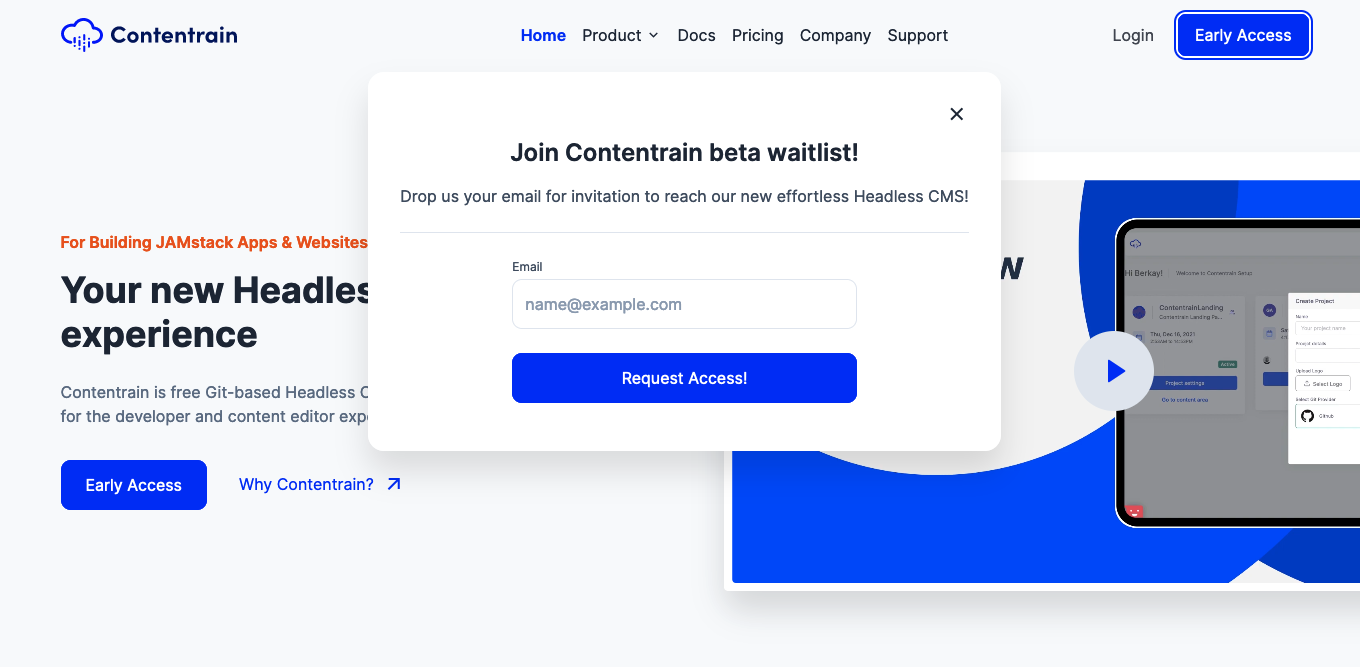 Contentrain
Home Product Docs Pricing Company Support
Login
Early Access
Join Contentrain beta waitlist!
Drop us your email for invitation to reach our new effortless Headless CMS!
Email
name@example.com
Request Access!
For Building JAMstack Apps & Websites
Your new Headles
experience
Contentrain is free Git-based Headless C
for the developer and content editor exp
Early Access
Why Contentrain?
w
Hi Berkay!
Welcome to Contentrain Setup
ContentrainLanding
Contentrain Landing Pa...
Thu, Dec 16, 2021
Active
Project settings
Go to content area
GA
Create Project
Name
Your project name
Project details
Upload Logo
Select Logo
Select Git Provider
Github